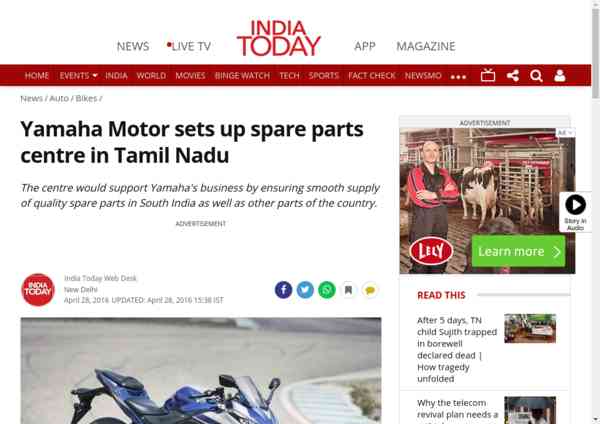 NEWS
LIVE TV
INDIA
TODAY
APP
MAGAZINE
HOME
EVENTS
INDIA
WORLD
MOVIES
BINGE WATCH
TECH
SPORTS
FACT CHECK
NEWSMO
News / Auto / Bikes /
Yamaha Motor sets up spare parts
centre in Tamil Nadu
The centre would support Yamaha's business by ensuring smooth supply
of quality spare parts in South India as well as other parts of the country.
ADVERTISEMENT
INDIA
TODAY
India Today Web Desk
New Delhi
April 28, 2016 UPDATED: April 28, 2016 15:38 IST
ADVERTISEMENT
Ad
LELY
Learn more
Story in
Audio
READ THIS
After 5 days, TN
child Sujith trapped
in borewell
declared dead |
How tragedy
unfolded
Why the telecom
revival plan needs a